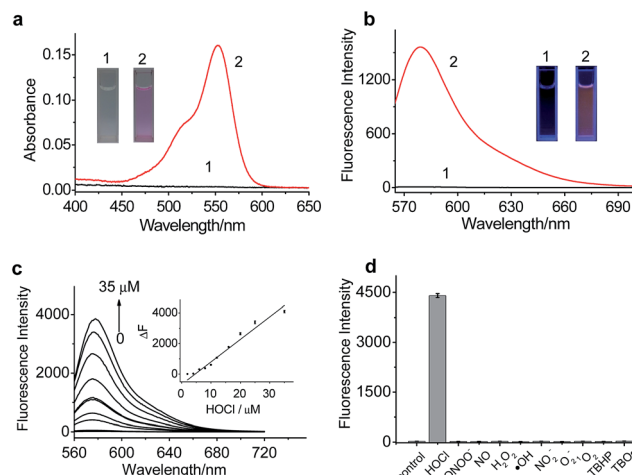 a
0.15
0.10
0.05
0.00
Absorbance
1 2
2
1
400 450 500 550 600 650
Wavelength/nm
b
1200
600
0
Fluorescence Intensity
2
1
1 2
570 600 630 660 690
Wavelength/nm
c
35 μM
0
4000
2000
0
Fluorescence Intensity
560 600 640 680 720
Wavelength/nm
4000
2000
0
ΔF
0 10 20 30
HOCl / μM
d
4500
3000
1500
0
Fluorescence Intensity
HOCl
ONOO⁻
NO
H₂O₂
•OH
NO₂⁻
O₂⁻
¹O₂
TBHP